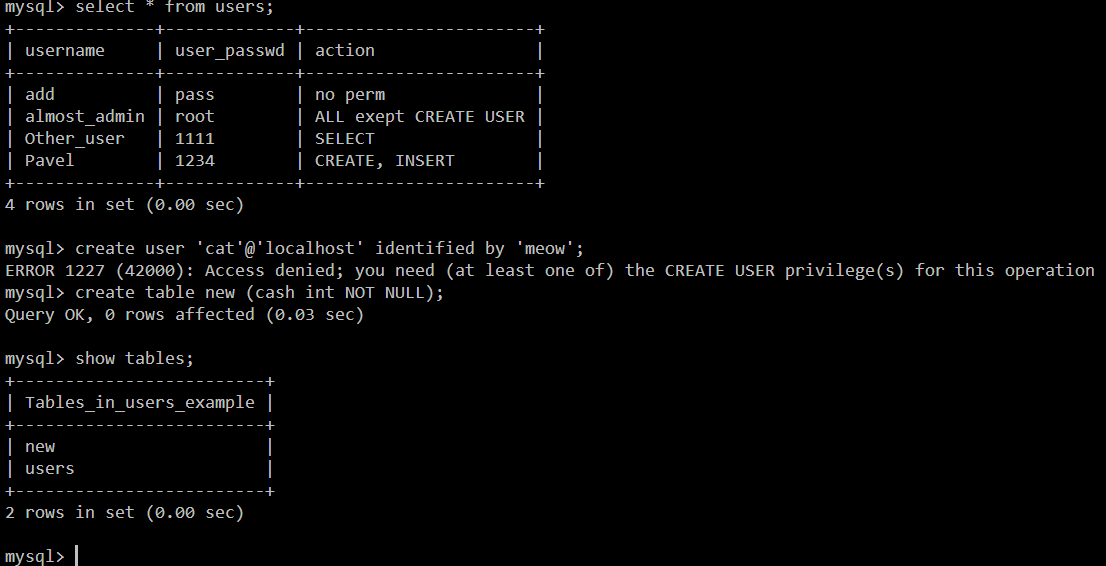 mysql> select * from users;
+--------------+-------------+-----------------------+
| username     | user_passwd | action                |
+--------------+-------------+-----------------------+
| add          | pass        | no perm               |
| almost_admin | root        | ALL exept CREATE USER |
| Other_user   | 1111        | SELECT                |
| Pavel        | 1234        | CREATE, INSERT        |
+--------------+-------------+-----------------------+
4 rows in set (0.00 sec)
mysql> create user 'cat'@'localhost' identified by 'meow';
ERROR 1227 (42000): Access denied; you need (at least one of) the CREATE USER privilege(s) for this operation
mysql> create table new (cash int NOT NULL);
Query OK, 0 rows affected (0.03 sec)
mysql> show tables;
+-------------------------+
| Tables_in_users_example |
+-------------------------+
| new                     |
| users                   |
+-------------------------+
2 rows in set (0.00 sec)
mysql>